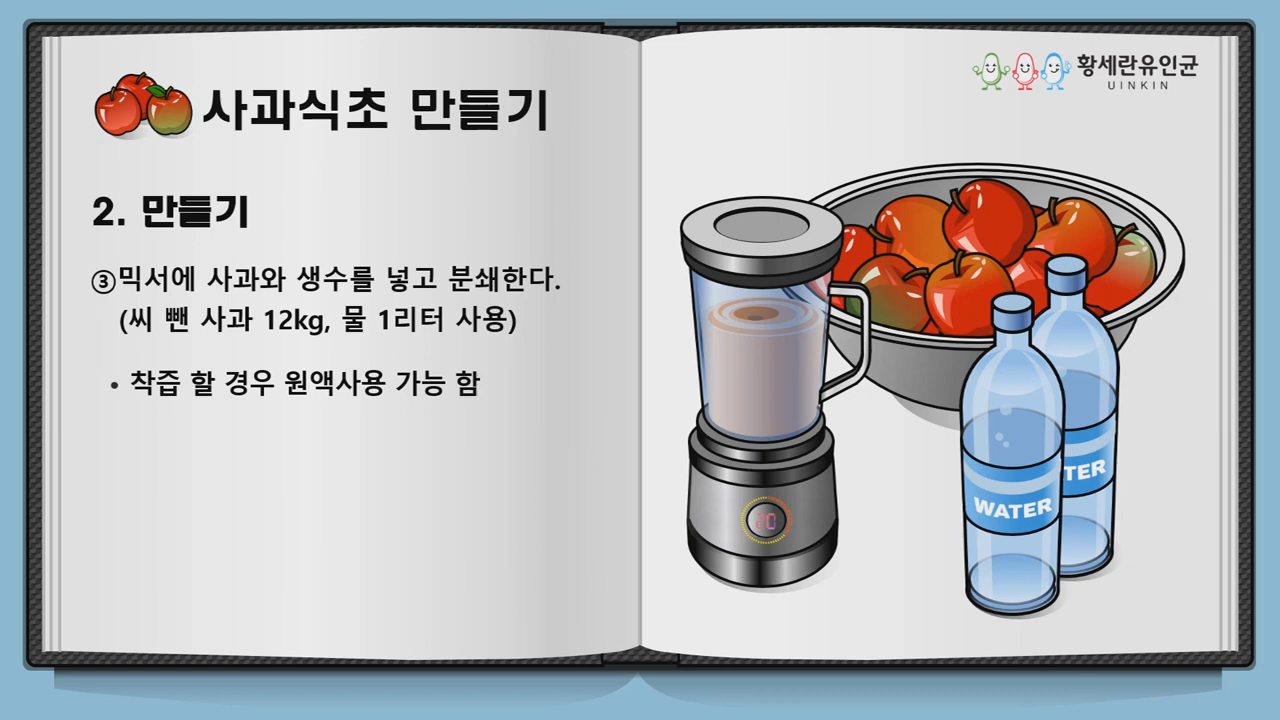 사과식초 만들기
2. 만들기
③믹서에 사과와 생수를 넣고 분쇄한다.
(씨 뺀 사과 12kg, 물 1리터 사용)
• 착즙 할 경우 원액사용 가능 함
황세란유인균
UINKIN
20
WATER
TER